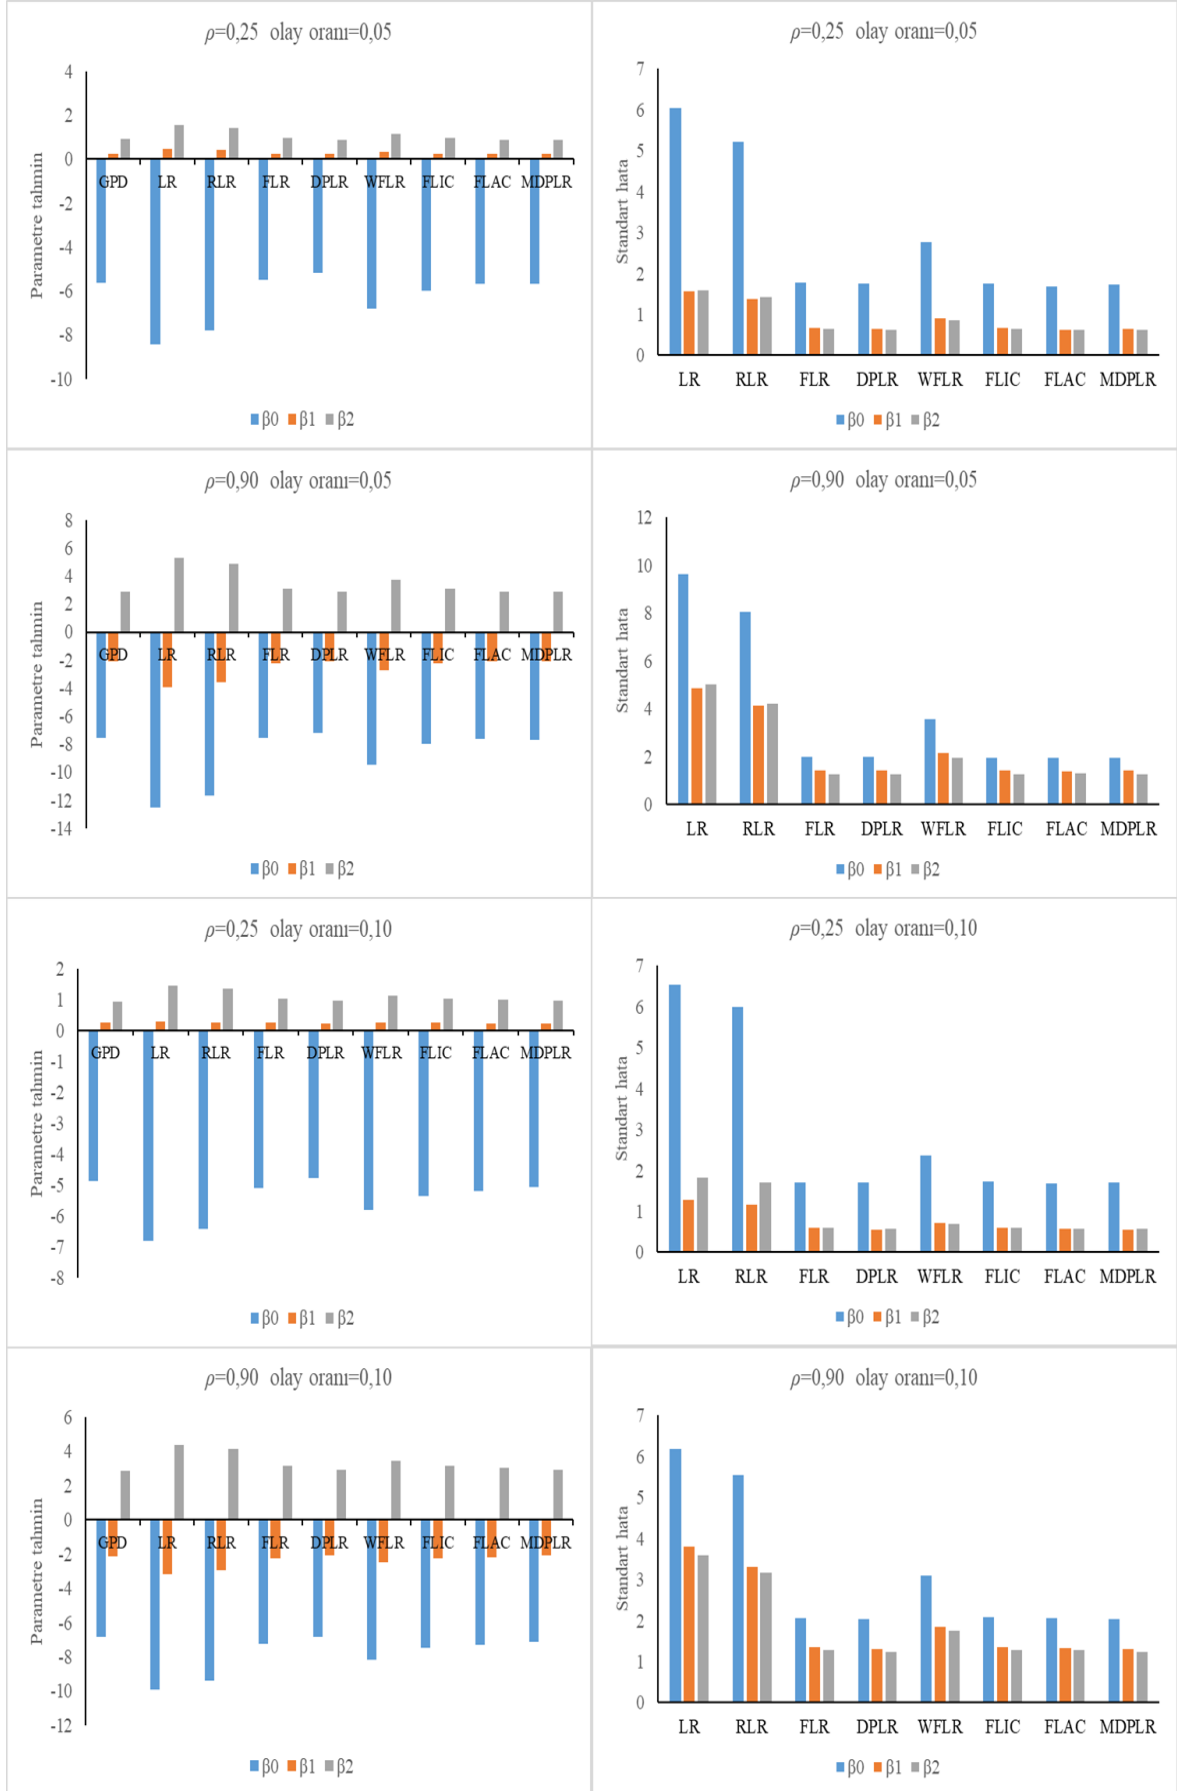 ρ=0,25 olay oranı=0,05
Parametre tahmin
4
2
0
-2
-4
-6
-8
-10
GPD LR RLR FLR DPLR WFLR FLIC FLAC MDPLR
β0 β1 β2
ρ=0,25 olay oranı=0,05
Standart hata
7
6
5
4
3
2
1
0
LR RLR FLR DPLR WFLR FLIC FLAC MDPLR
β0 β1 β2
ρ=0,90 olay oranı=0,05
Parametre tahmin
8
6
4
2
0
-2
-4
-6
-8
-10
-12
-14
GPD LR RLR FLR DPLR WFLR FLIC FLAC MDPLR
β0 β1 β2
ρ=0,90 olay oranı=0,05
Standart hata
12
10
8
6
4
2
0
LR RLR FLR DPLR WFLR FLIC FLAC MDPLR
β0 β1 β2
ρ=0,25 olay oranı=0,10
Parametre tahmin
2
1
0
-1
-2
-3
-4
-5
-6
-7
-8
GPD LR RLR FLR DPLR WFLR FLIC FLAC MDPLR
β0 β1 β2
ρ=0,25 olay oranı=0,10
Standart hata
7
6
5
4
3
2
1
0
LR RLR FLR DPLR WFLR FLIC FLAC MDPLR
β0 β1 β2
ρ=0,90 olay oranı=0,10
Parametre tahmin
6
4
2
0
-2
-4
-6
-8
-10
-12
GPD LR RLR FLR DPLR WFLR FLIC FLAC MDPLR
β0 β1 β2
ρ=0,90 olay oranı=0,10
Standart hata
7
6
5
4
3
2
1
0
LR RLR FLR DPLR WFLR FLIC FLAC MDPLR
β0 β1 β2